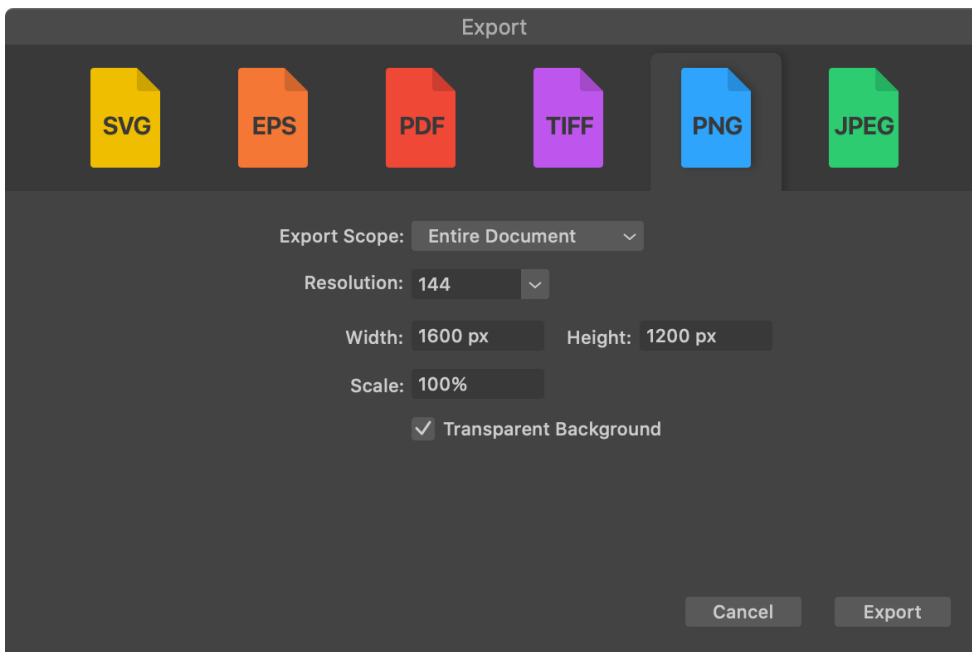 Export
SVG EPS PDF TIFF PNG JPEG
Export Scope: Entire Document
Resolution: 144
Width: 1600 px Height: 1200 px
Scale: 100%
Transparent Background
Cancel Export